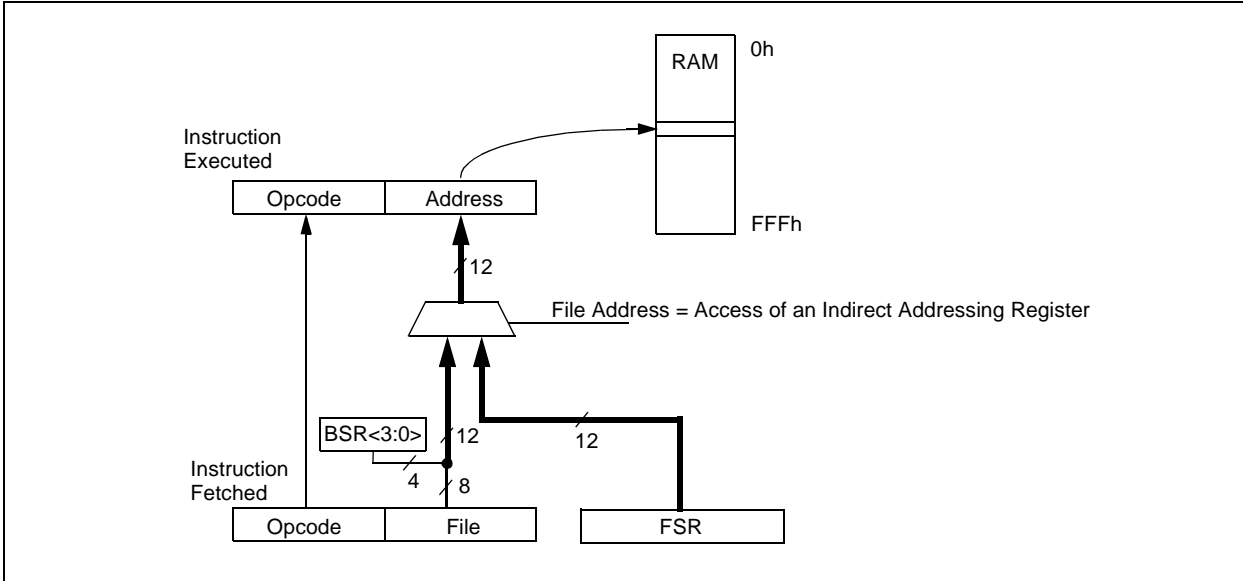 RAM
0h
Instruction
Executed
Opcode
Address
FFFh
12
File Address = Access of an Indirect Addressing Register
BSR<3:0>
12
12
Instruction
Fetched
4
8
Opcode
File
FSR